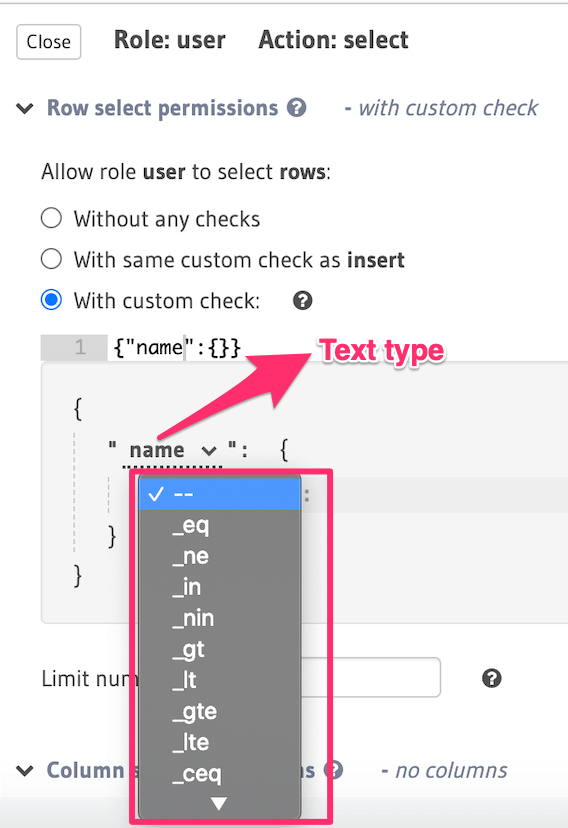 Close Role: user Action: select
Row select permissions ? - with custom check
Allow role user to select rows:
Without any checks
With same custom check as insert
With custom check: ?
1 {"name":{}}
Text type
{
" name ": {
✓ -- :
_eq
}
_ne
}
_in
_nin
_gt
Limit num _lt ?
_gte
_lte
Column s s ? - no columns
_ceq